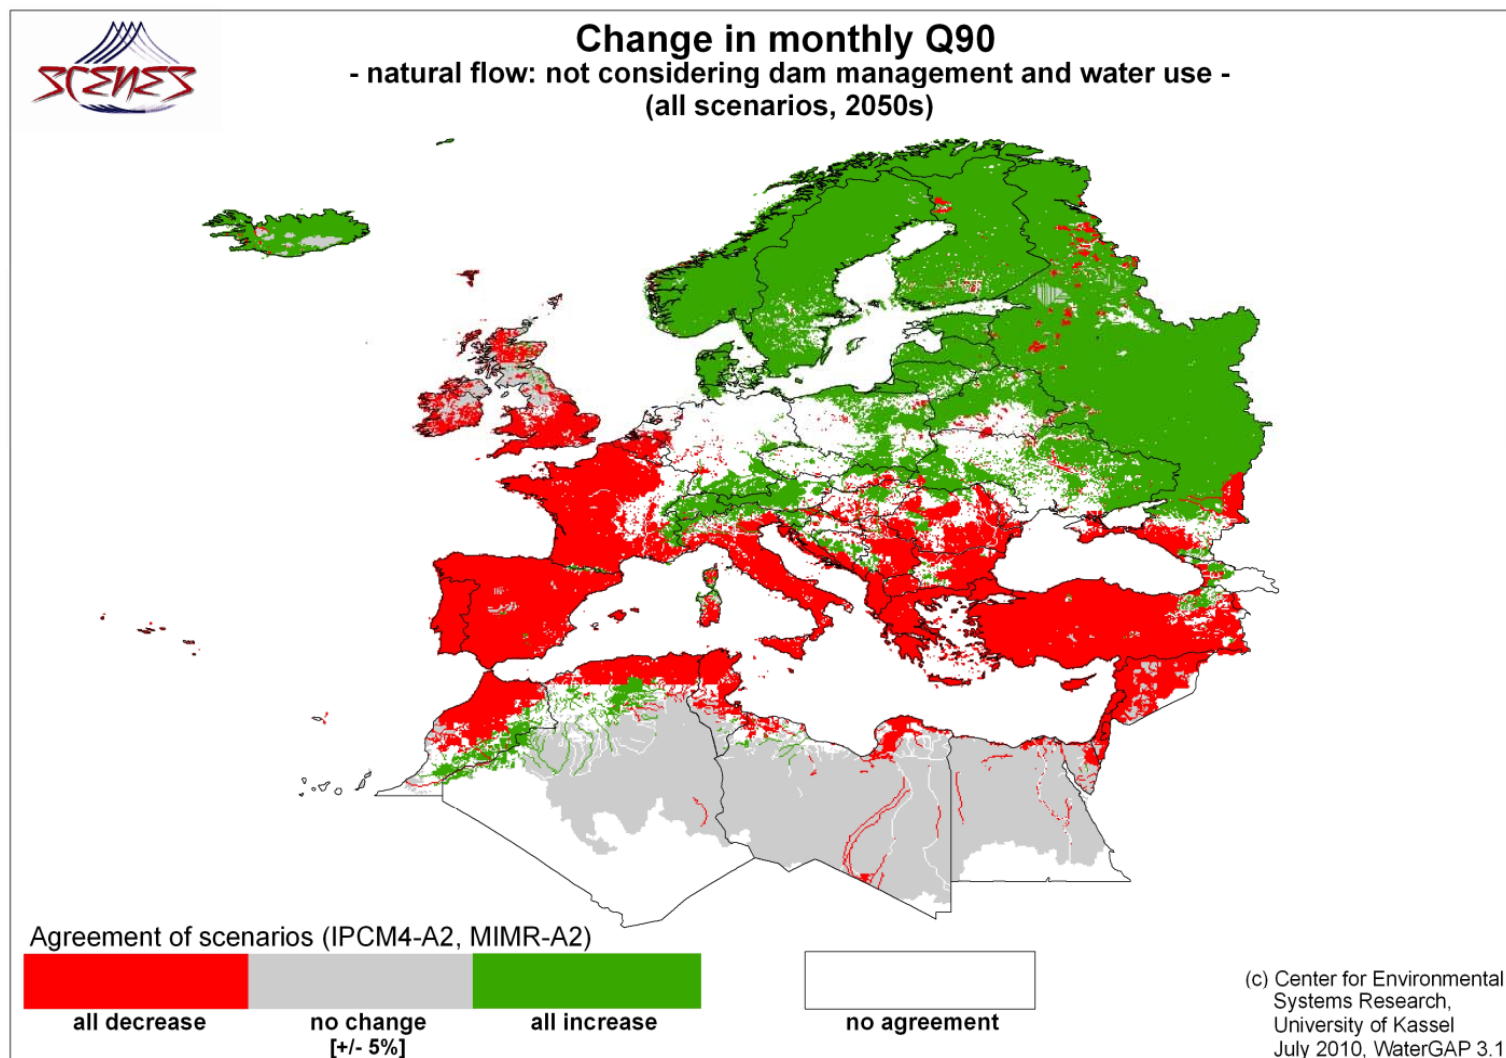 SCENES
Change in monthly Q90
- natural flow: not considering dam management and water use -
(all scenarios, 2050s)
Agreement of scenarios (IPCM4-A2, MIMR-A2)
all decrease
no change
[+/- 5%]
all increase
no agreement
(c) Center for Environmental
Systems Research,
University of Kassel
July 2010, WaterGAP 3.1